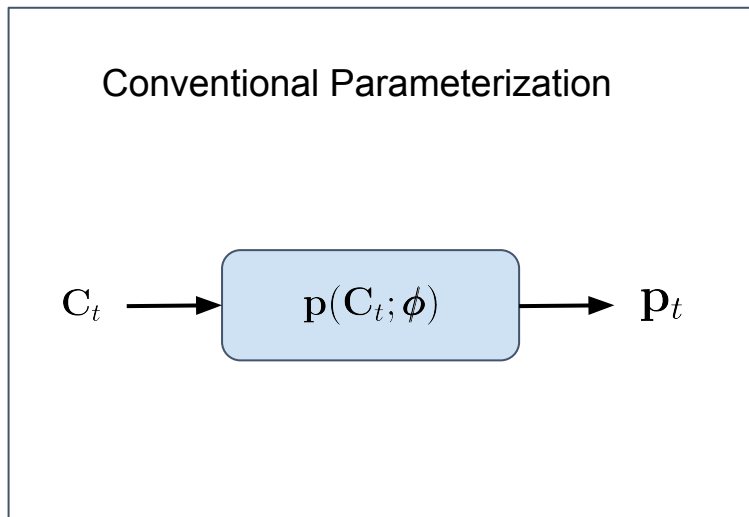 Conventional Parameterization
C_t
p(C_t; ϕ)
p_t